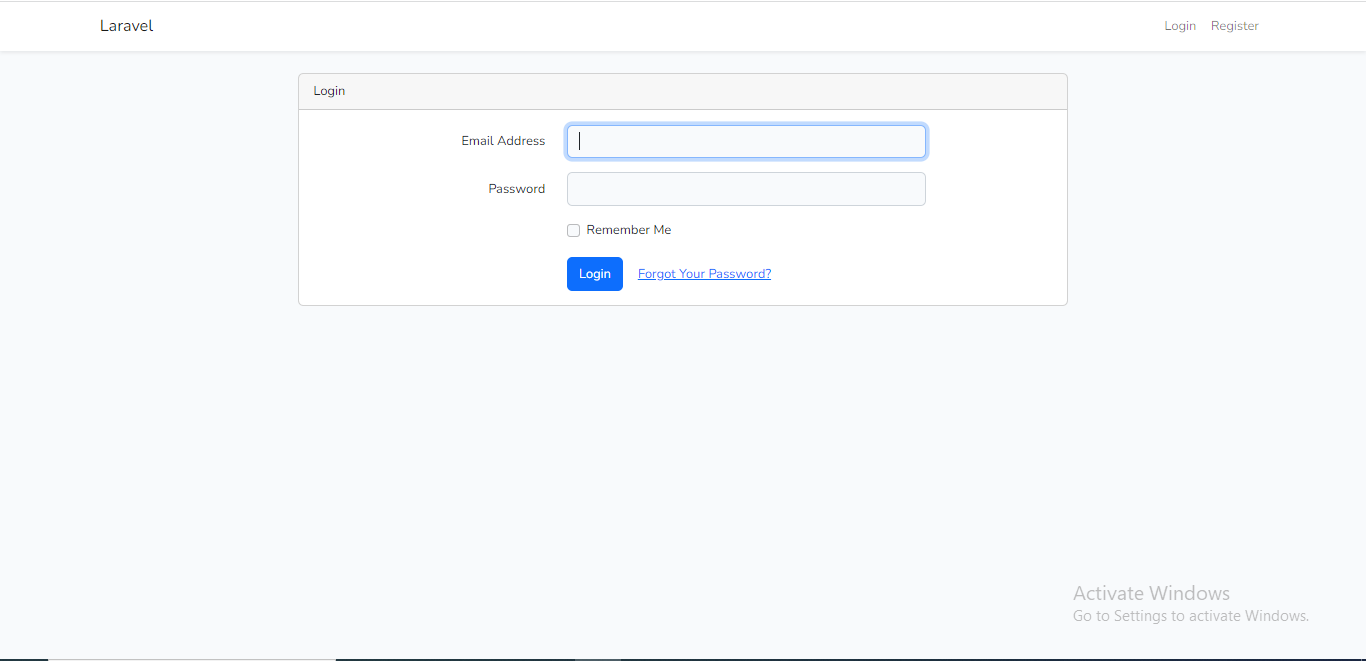 Laravel
Login Register
Login
Email Address
Password
Remember Me
Login Forgot Your Password?
Activate Windows
Go to Settings to activate Windows.